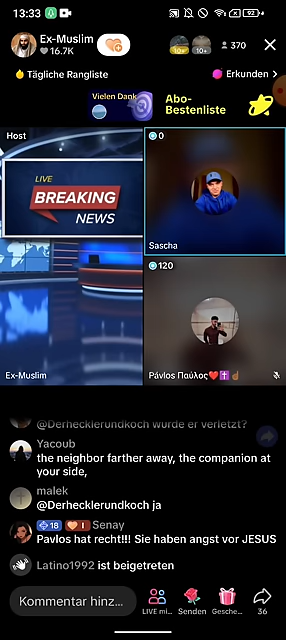 13:33
92
Ex-Muslim
16.7K
10+
10+
370
Tägliche Rangliste
Erkunden >
Vielen Dank
Abo-
Bestenliste
Host
LIVE
BREAKING
NEWS
Ex-Muslim
0
Sascha
120
Pávlos Παύλος❤️✝️☝🏾
@Derhecklerundkoch wurde er verletzt?
Yacoub
the neighbor farther away, the companion at
your side,
malek
@Derhecklerundkoch ja
18 I Senay
Pavlos hat recht!!! Sie haben angst vor JESUS
Latino1992 ist beigetreten
Kommentar hinz...
LIVE mi...
Senden
Gesche...
36